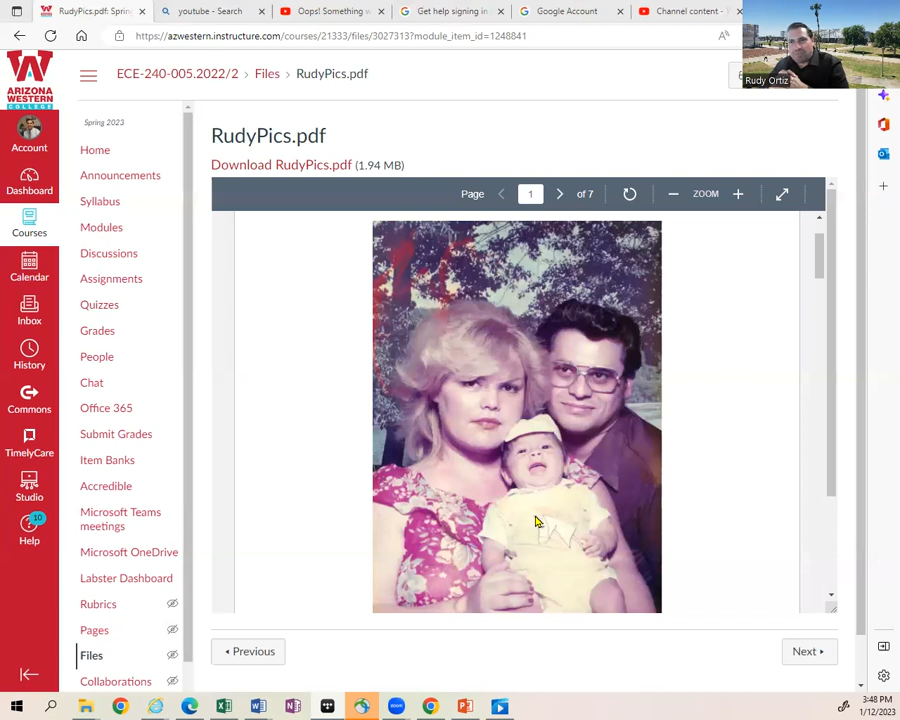 RudyPics.pdf: Sprin
youtube - Search
Oops! Something w
Get help signing in
Google Account
Channel content - 
https://azwestern.instructure.com/courses/21333/files/3027313?module_item_id=1248841
Rudy Ortiz
ARIZONA
WESTERN
COLLEGE
ECE-240-005.2022/2 › Files › RudyPics.pdf
Account
Dashboard
Courses
Calendar
Inbox
History
Commons
TimelyCare
Studio
10
Help
Spring 2023
Home
Announcements
Syllabus
Modules
Discussions
Assignments
Quizzes
Grades
People
Chat
Office 365
Submit Grades
Item Banks
Accredible
Microsoft Teams
meetings
Microsoft OneDrive
Labster Dashboard
Rubrics
Pages
Files
Collaborations
RudyPics.pdf
Download RudyPics.pdf (1.94 MB)
Page 1 of 7 ZOOM
Previous
Next
3:48 PM
1/12/2023